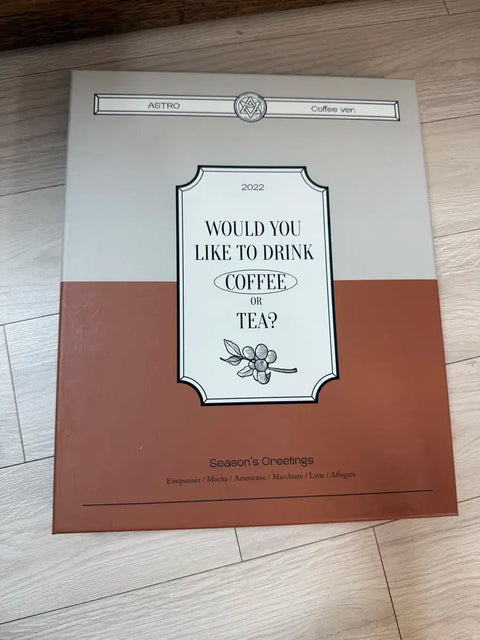 ASTRO
Coffee ver.
2022
WOULD YOU
LIKE TO DRINK
COFFEE
OR
TEA?
Season's Greetings
Einspanner / Mocha / Americano / Macchiato / Latte / Affogato